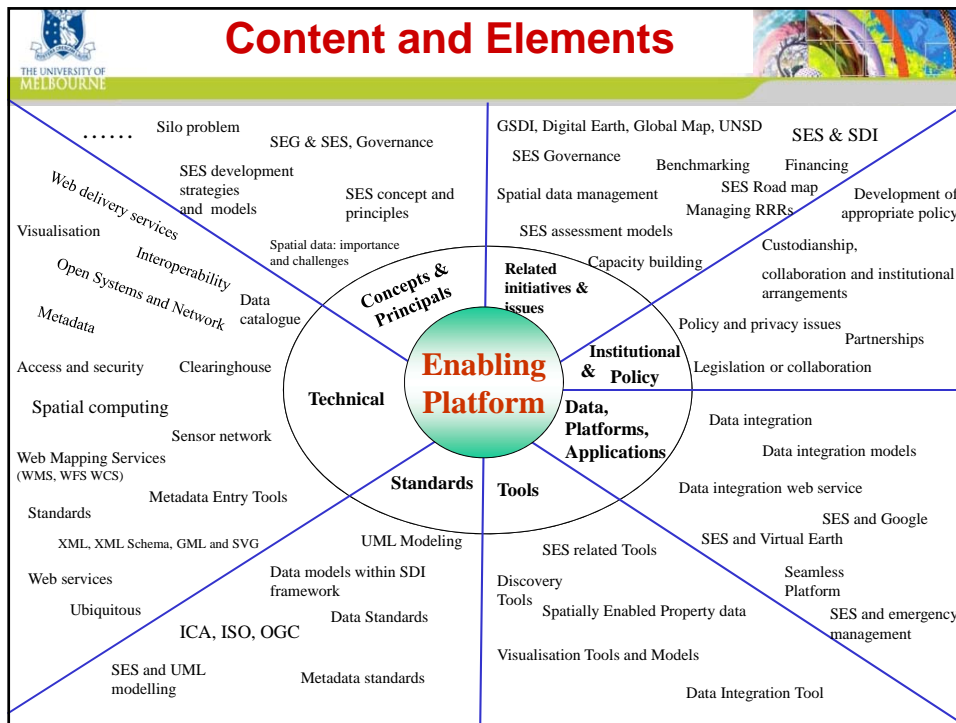 Content and Elements
THE UNIVERSITY OF
MELBOURNE
......
Silo problem
SEG & SES, Governance
SES development
strategies
and models
SES concept and
principles
Spatial data: importance
and challenges
Concepts &
Principals
GSDI, Digital Earth, Global Map, UNSD
SES & SDI
SES Governance
Benchmarking
Financing
Spatial data management
SES Road map
Managing RRRs
SES assessment models
Capacity building
Related
initiatives &
issues
Development of
appropriate policy
Custodianship,
collaboration and institutional
arrangements
Policy and privacy issues
Partnerships
Legislation or collaboration
Institutional
& Policy
Web delivery services
Visualisation
Interoperability
Open Systems and Network
Data
catalogue
Metadata
Access and security
Clearinghouse
Spatial computing
Sensor network
Web Mapping Services
(WMS, WFS WCS)
Metadata Entry Tools
Standards
XML, XML Schema, GML and SVG
Web services
Ubiquitous
Technical
Enabling
Platform
Data,
Platforms,
Applications
Data integration
Data integration models
Data integration web service
SES and Google
SES and Virtual Earth
Seamless
Platform
SES and emergency
management
Standards
UML Modeling
Data models within SDI
framework
Data Standards
ICA, ISO, OGC
SES and UML
modelling
Metadata standards
Tools
SES related Tools
Discovery
Tools
Spatially Enabled Property data
Visualisation Tools and Models
Data Integration Tool